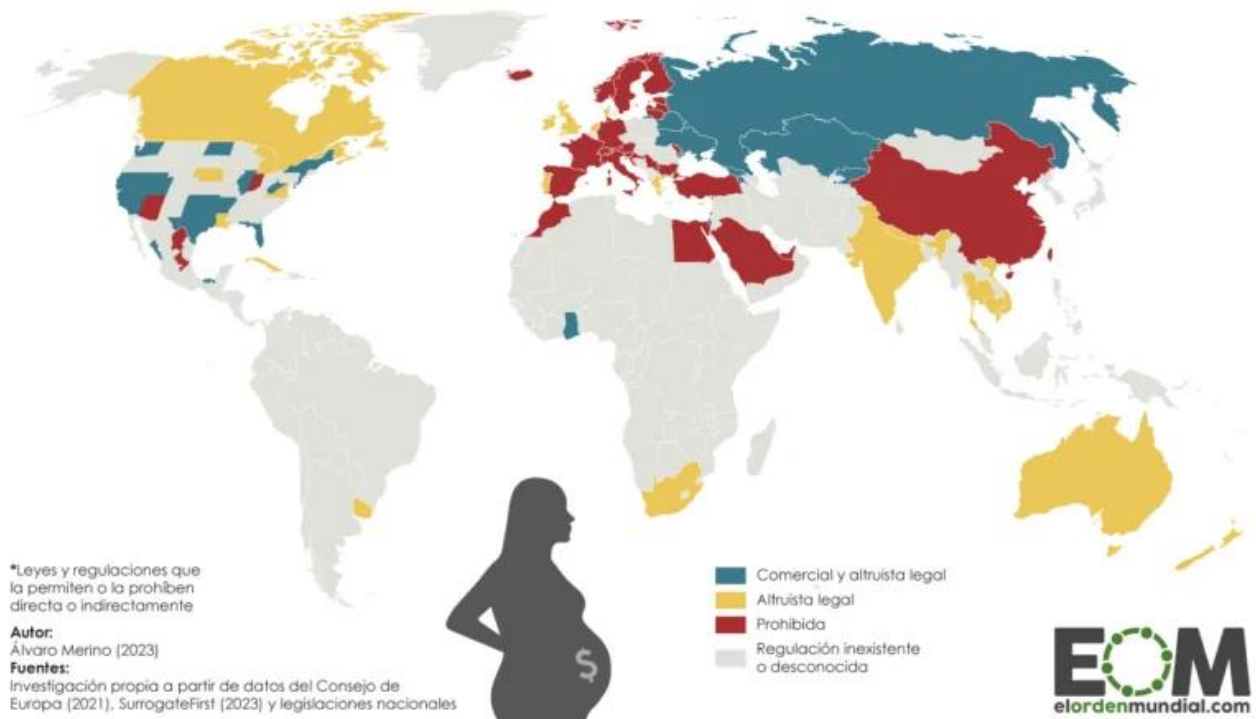 *Leyes y regulaciones que
la permiten o la prohíben
directa o indirectamente
Autor:
Álvaro Merino (2023)
Fuentes:
Investigación propia a partir de datos del Consejo de
Europa (2021), SurrogateFirst (2023) y legislaciones nacionales
$
Comercial y altruista legal
Altruista legal
Prohibida
Regulación inexistente
o desconocida
EOM
elordenmundial.com